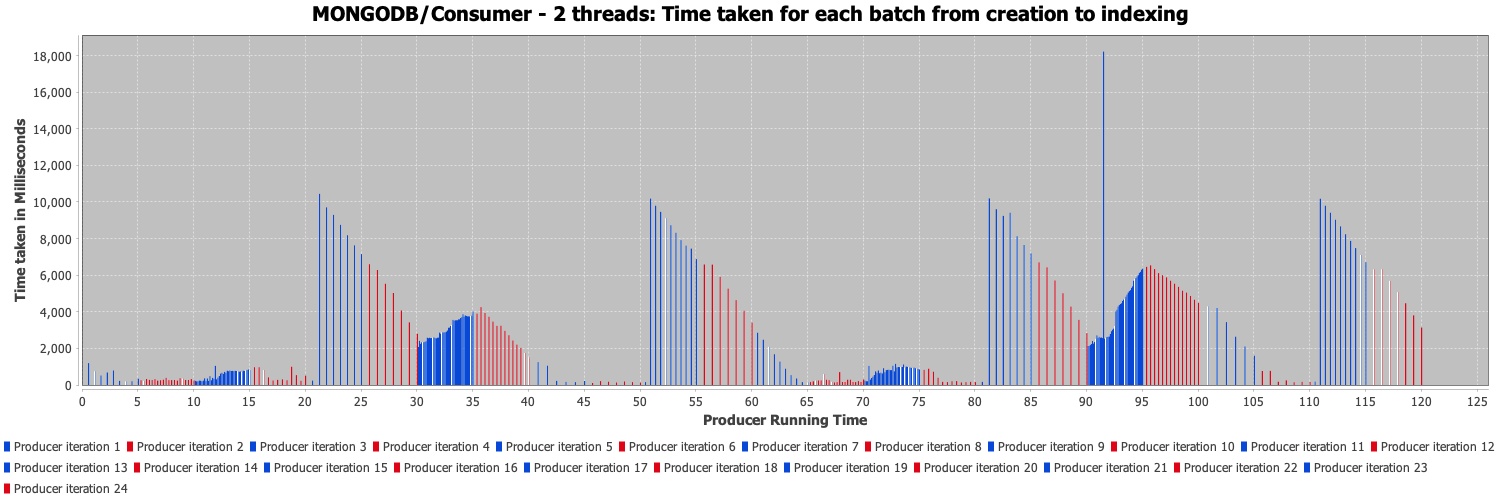 MONGODB/Consumer - 2 threads: Time taken for each batch from creation to indexing
Time taken in Milliseconds
18,000
16,000
14,000
12,000
10,000
8,000
6,000
4,000
2,000
0
0 5 10 15 20 25 30 35 40 45 50 55 60 65 70 75 80 85 90 95 100 105 110 115 120 125
Producer Running Time
Producer iteration 1 Producer iteration 2 Producer iteration 3 Producer iteration 4 Producer iteration 5 Producer iteration 6 Producer iteration 7 Producer iteration 8 Producer iteration 9 Producer iteration 10 Producer iteration 11 Producer iteration 12
Producer iteration 13 Producer iteration 14 Producer iteration 15 Producer iteration 16 Producer iteration 17 Producer iteration 18 Producer iteration 19 Producer iteration 20 Producer iteration 21 Producer iteration 22 Producer iteration 23
Producer iteration 24